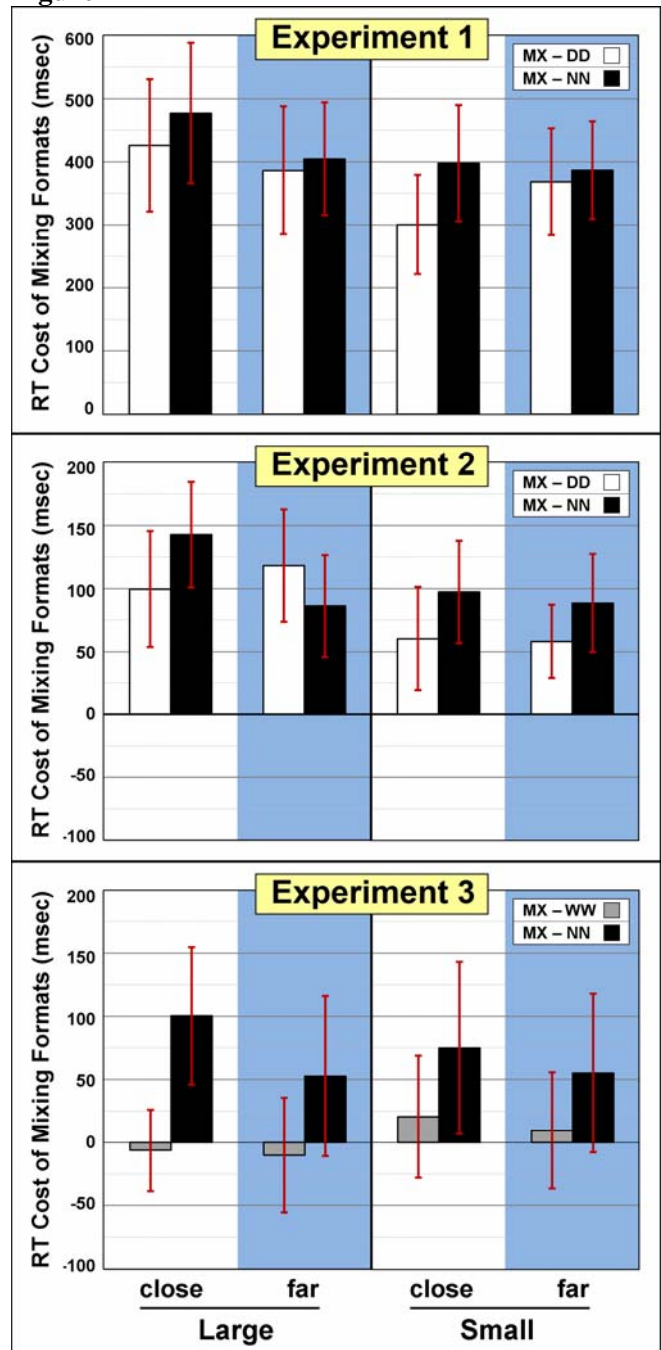 Experiment 1
MX – DD
MX – NN
RT Cost of Mixing Formats (msec)
600
500
400
300
200
100
0
Experiment 2
MX – DD
MX – NN
RT Cost of Mixing Formats (msec)
200
150
100
50
0
-50
-100
Experiment 3
MX – WW
MX – NN
RT Cost of Mixing Formats (msec)
200
150
100
50
0
-50
-100
close far close far
Large Small